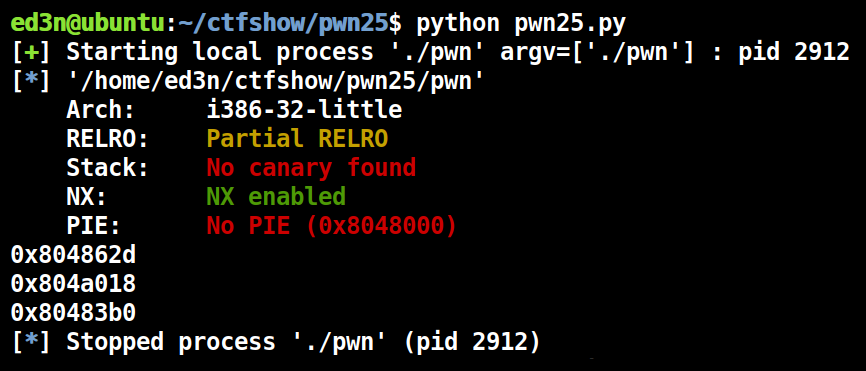 ed3n@ubuntu:~/ctfshow/pwn25$ python pwn25.py
[+] Starting local process './pwn' argv=['./pwn'] : pid 2912
[*] '/home/ed3n/ctfshow/pwn25/pwn'
    Arch:     i386-32-little
    RELRO:    Partial RELRO
    Stack:    No canary found
    NX:       NX enabled
    PIE:      No PIE (0x8048000)
0x804862d
0x804a018
0x80483b0
[*] Stopped process './pwn' (pid 2912)